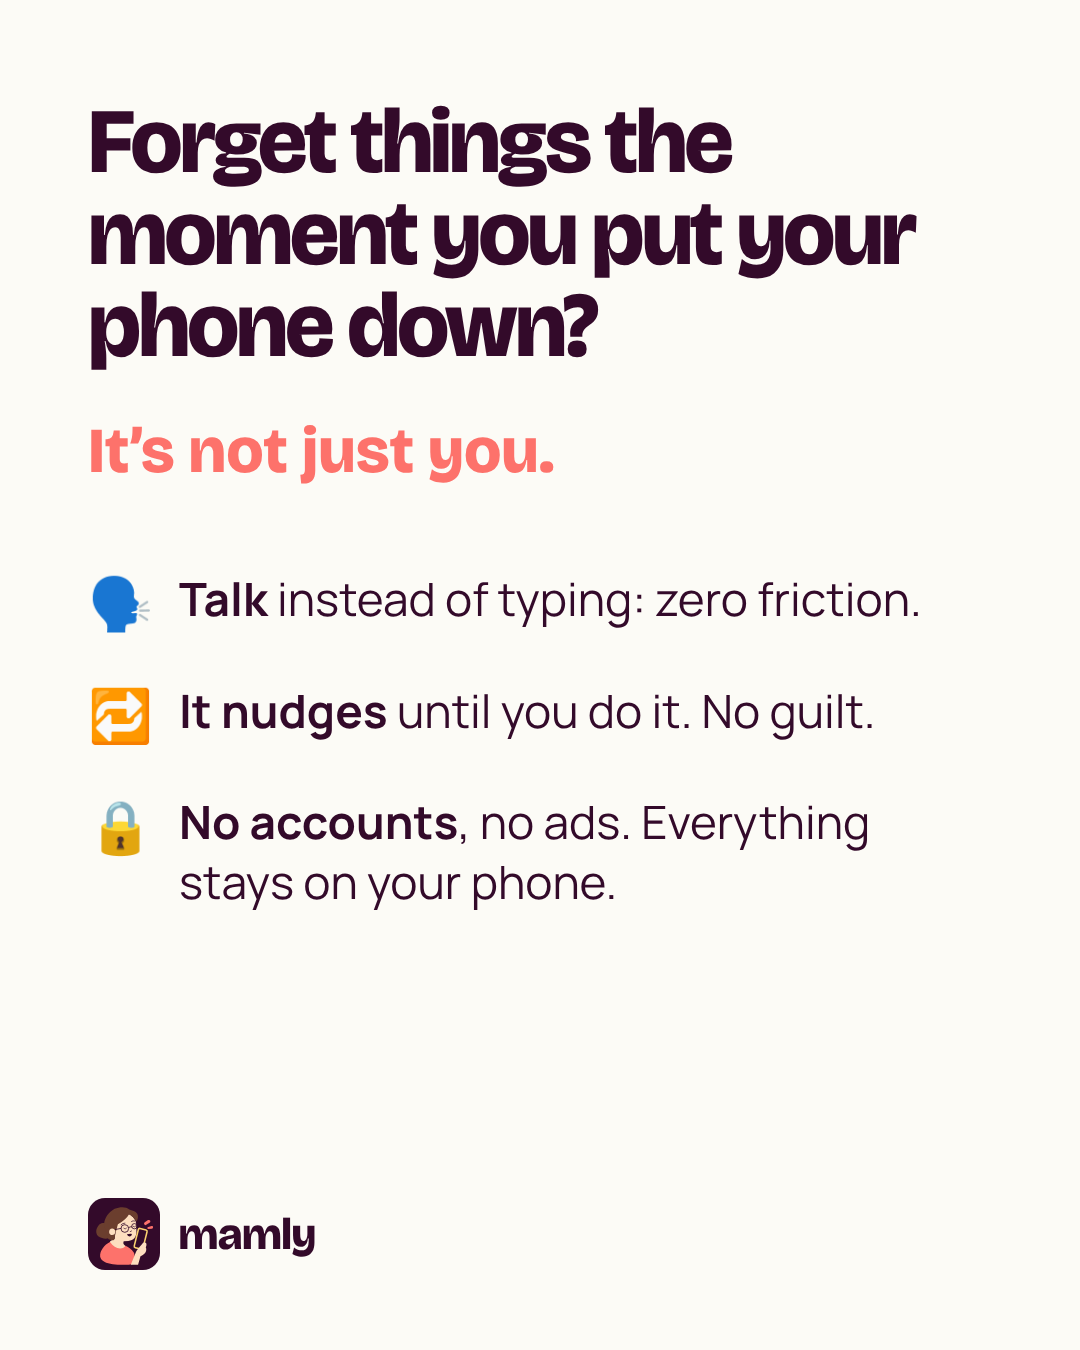 Forget things the
moment you put your
phone down?
It’s not just you.
Talk instead of typing: zero friction.
It nudges until you do it. No guilt.
No accounts, no ads. Everything
stays on your phone.
mamly